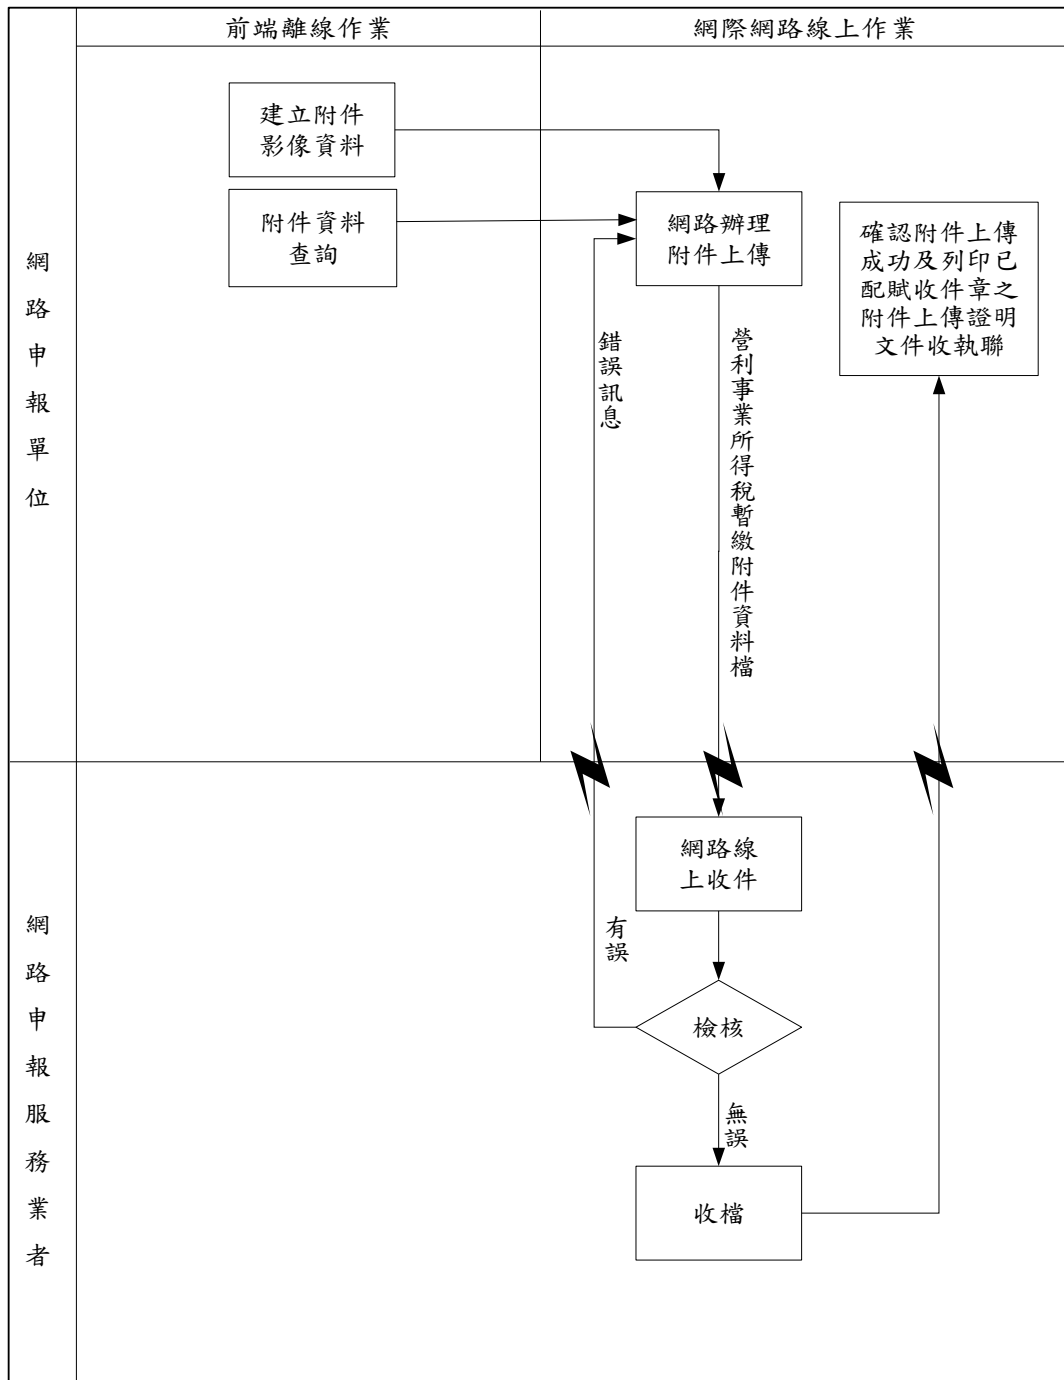 前端離線作業
網際網路線上作業
網路申報單位
建立附件
影像資料
附件資料
查詢
網路辦理
附件上傳
確認附件上傳
成功及列印已
配賦收件章之
附件上傳證明
文件收執聯
錯誤訊息
營利事業所得稅暫繳附件資料檔
網路申報服務業者
網路線
上收件
有誤
檢核
無誤
收檔